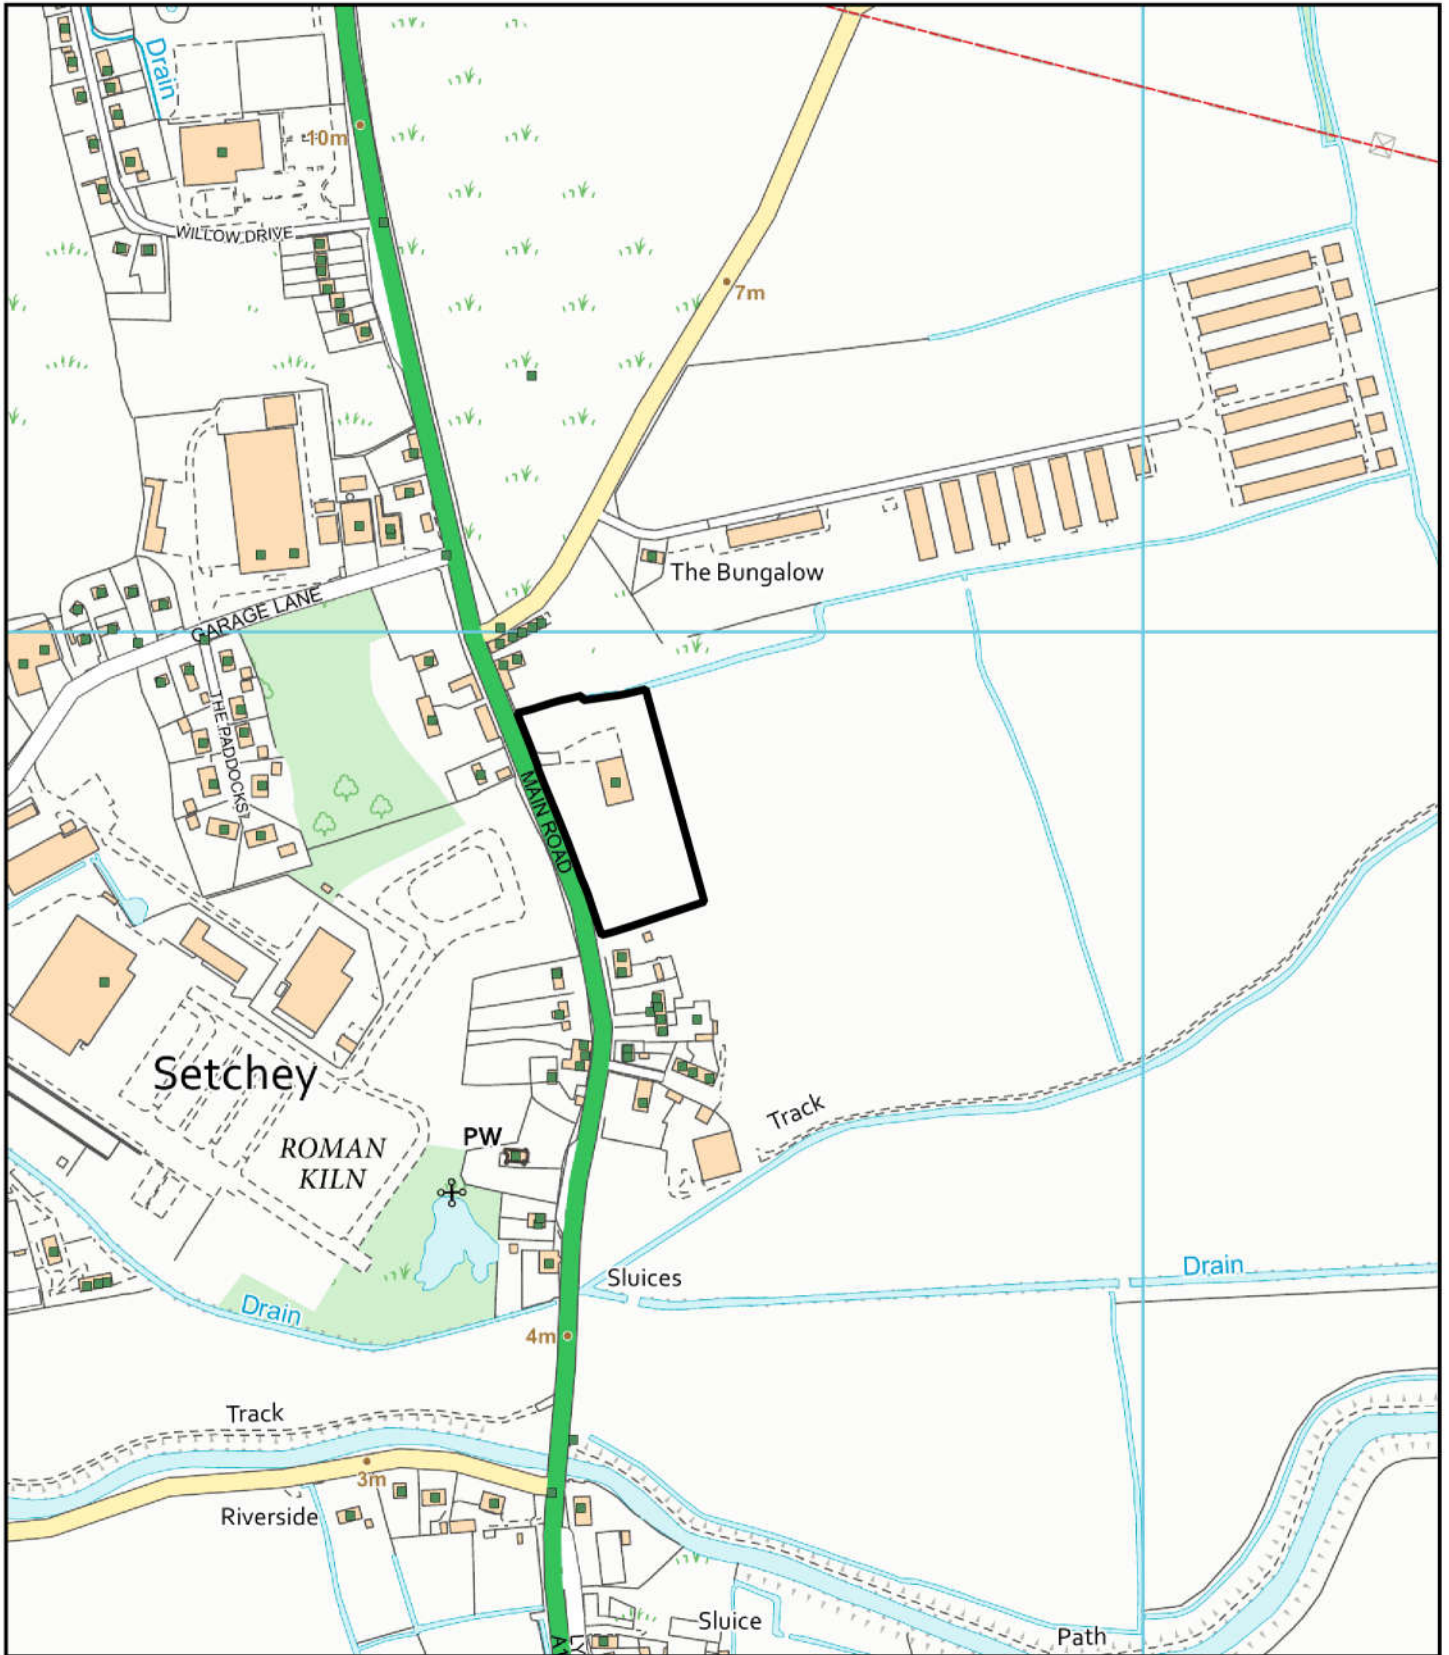 Drain
10m
WILLOW DRIVE
7m
The Bungalow
GARAGE LANE
THE PADDOCKS
MAIN ROAD
Setchey
Track
PW
ROMAN
KILN
Sluices
Drain
Drain
4m
Track
3m
Riverside
Sluice
Path